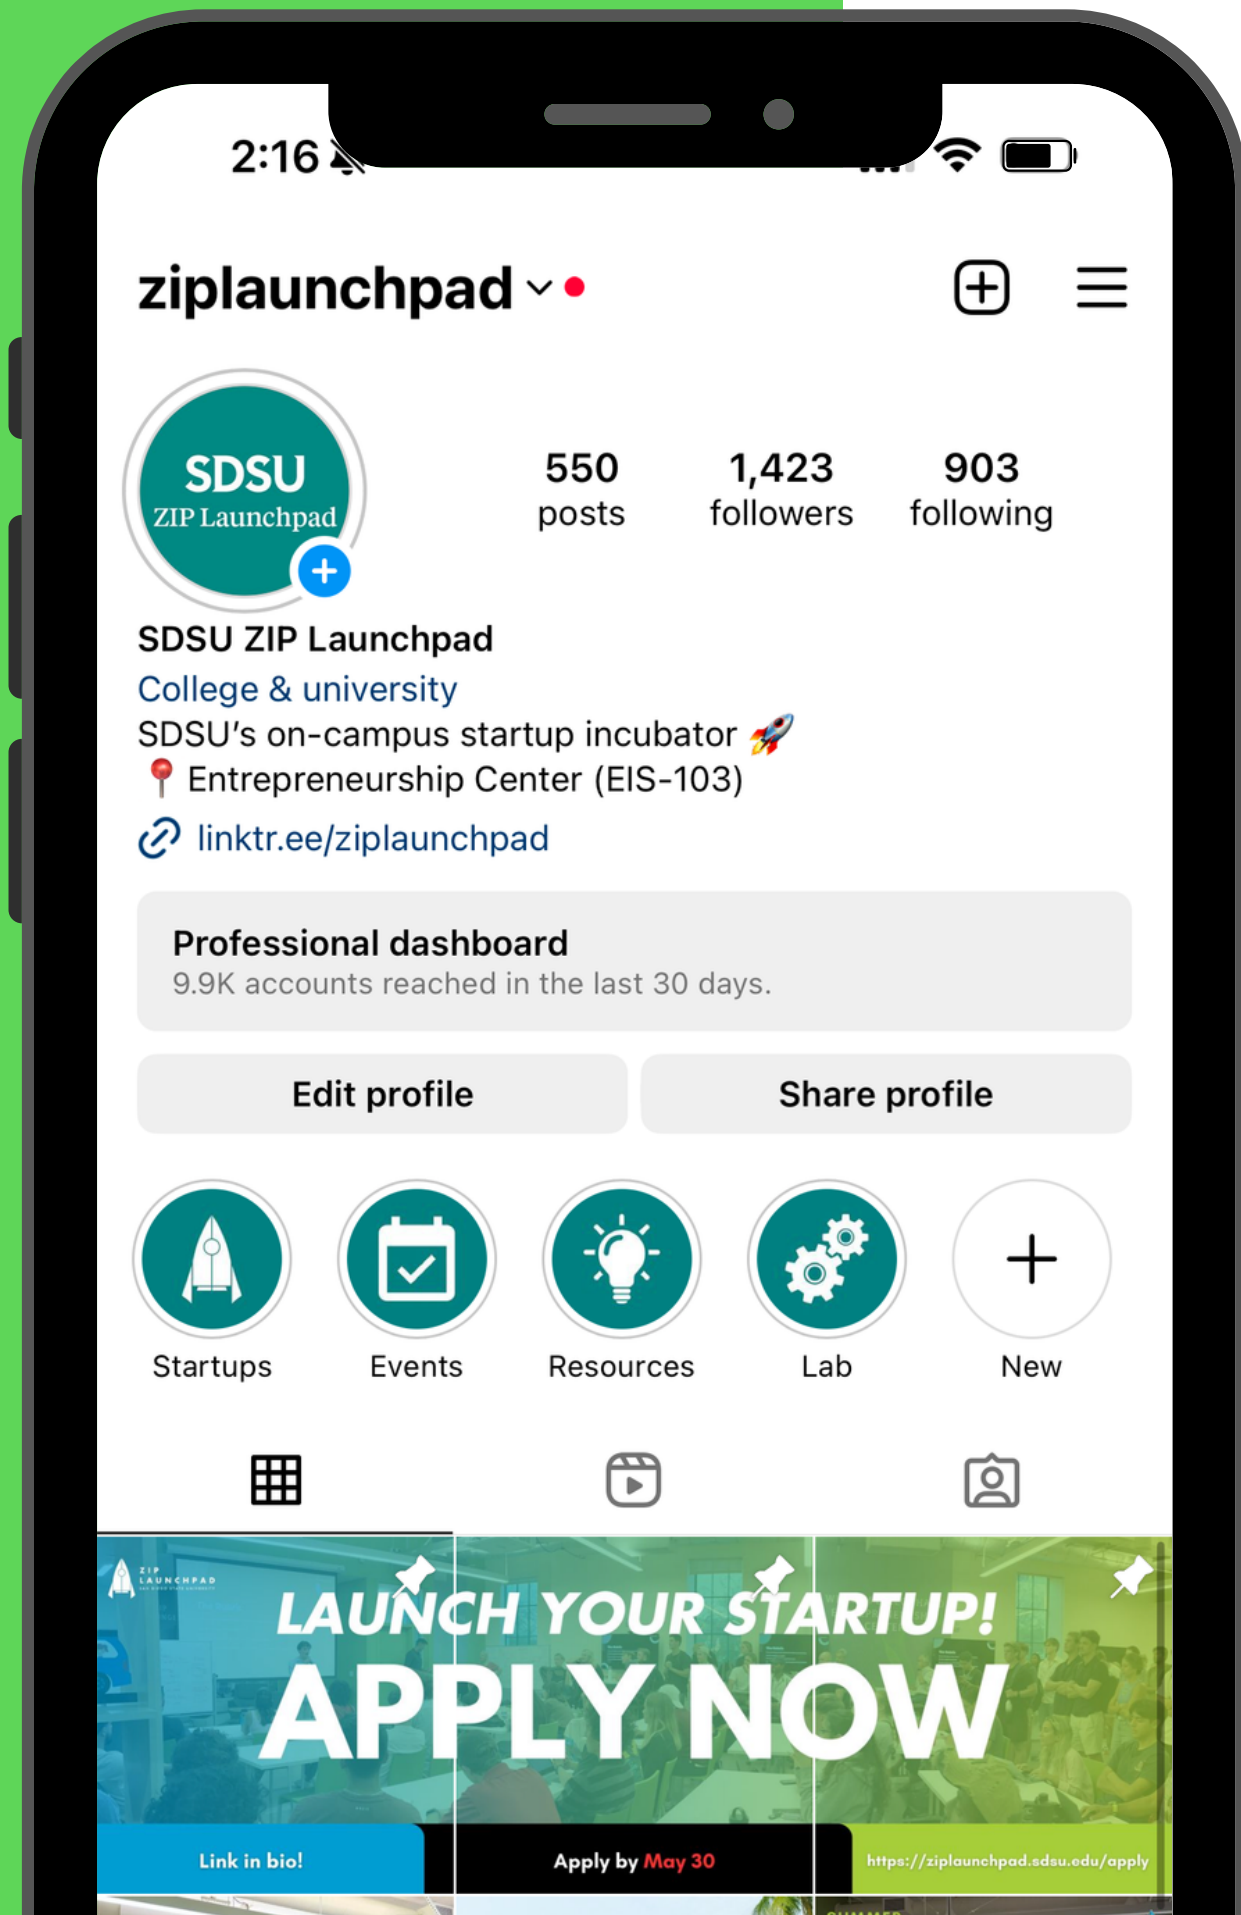 2:16
ziplaunchpad
SDSU
ZIP Launchpad
550 1,423 903
posts followers following
SDSU ZIP Launchpad
College & university
SDSU’s on-campus startup incubator 🚀
📍 Entrepreneurship Center (EIS-103)
linktr.ee/ziplaunchpad
Professional dashboard
9.9K accounts reached in the last 30 days.
Edit profile Share profile
Startups Events Resources Lab New
ZIP
LAUNCHPAD
LAUNCH YOUR STARTUP!
APPLY NOW
Link in bio! Apply by May 30 https://ziplaunchpad.sdsu.edu/apply